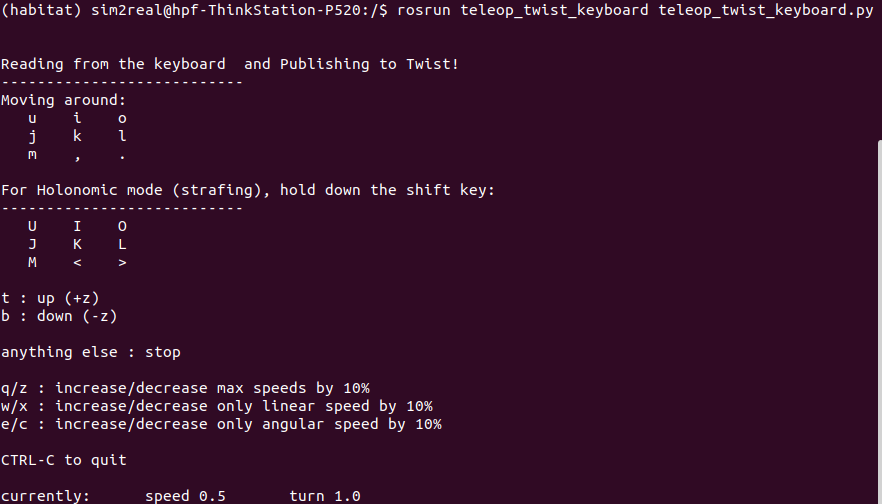 (habitat) sim2real@hpf-ThinkStation-P520:/$ rosrun teleop_twist_keyboard teleop_twist_keyboard.py
Reading from the keyboard  and Publishing to Twist!
---------------------------
Moving around:
   u    i    o
   j    k    l
   m    ,    .
For Holonomic mode (strafing), hold down the shift key:
---------------------------
   U    I    O
   J    K    L
   M    <    >
t : up (+z)
b : down (-z)
anything else : stop
q/z : increase/decrease max speeds by 10%
w/x : increase/decrease only linear speed by 10%
e/c : increase/decrease only angular speed by 10%
CTRL-C to quit
currently:      speed 0.5       turn 1.0